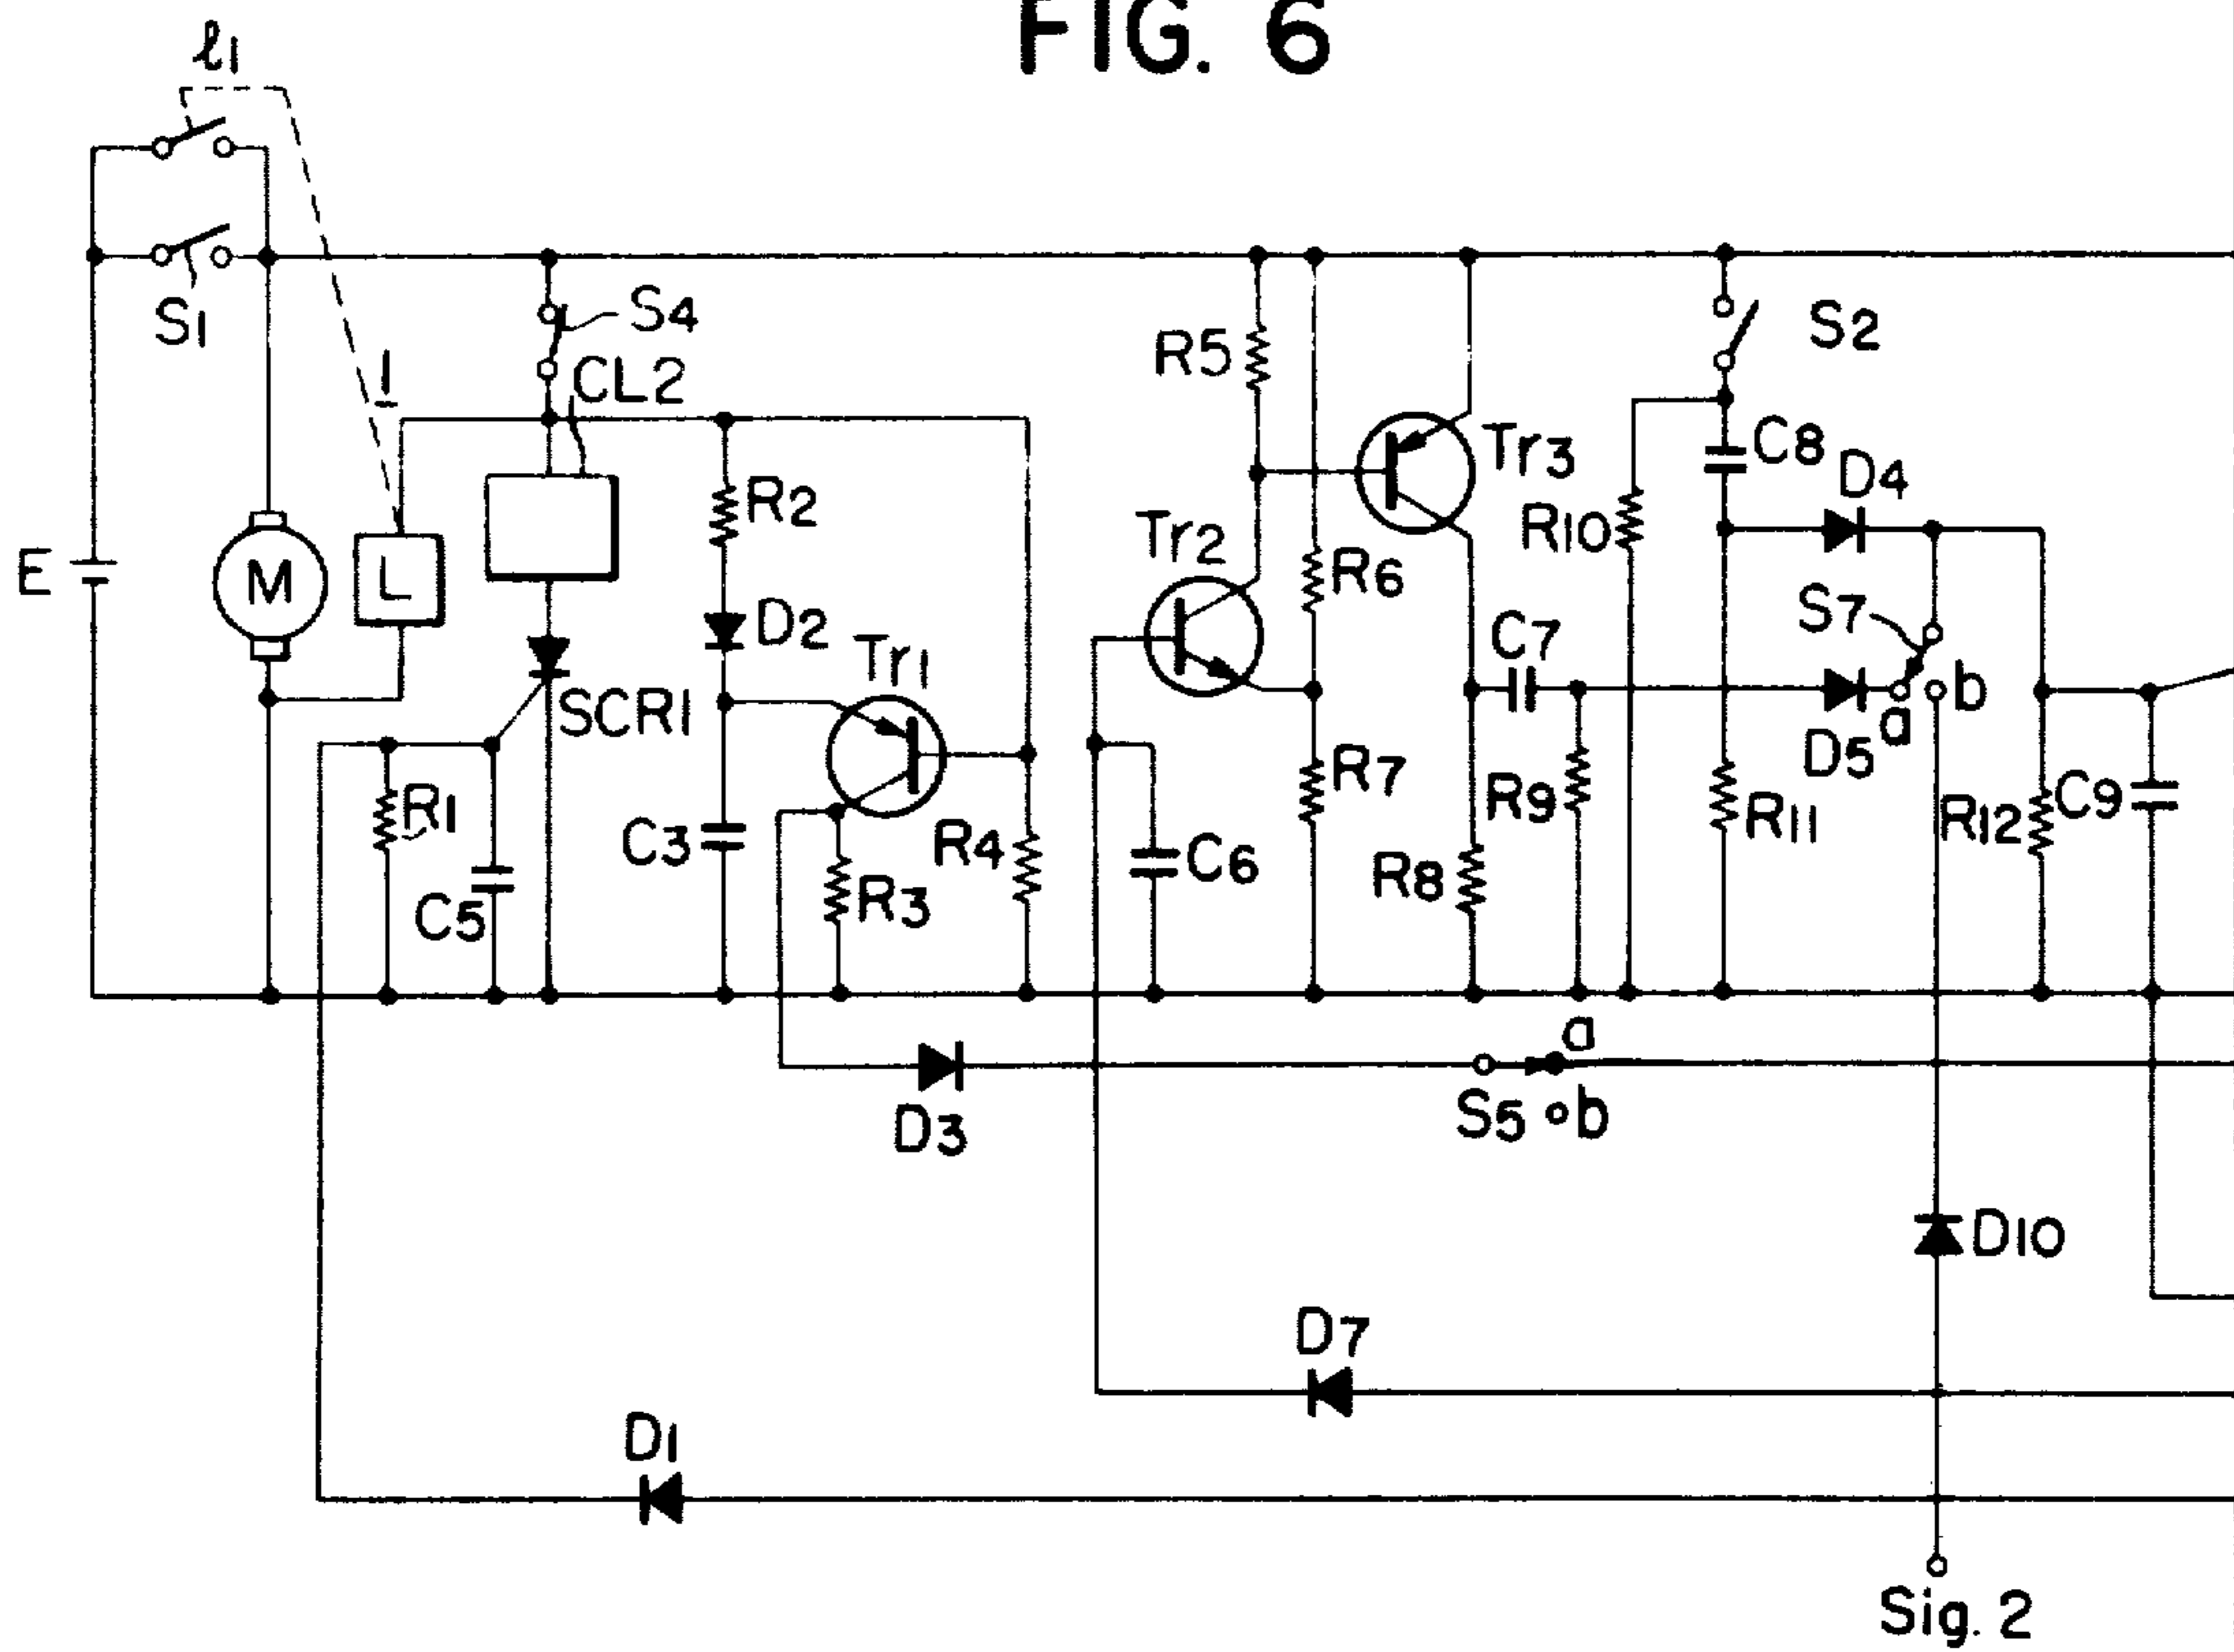 FIG. 6
l1
S1
S4
S2
R5
1
CL2
Tr3
C8
D4
R2
R10
Tr2
E
M
L
R6
S7
D2
C7
Tr1
SCR1
a
b
D5
R7
R1
R9
C9
R11
R12
C3
R4
C6
R8
R3
C5
a
S5
b
D3
D10
D7
D1
Sig. 2